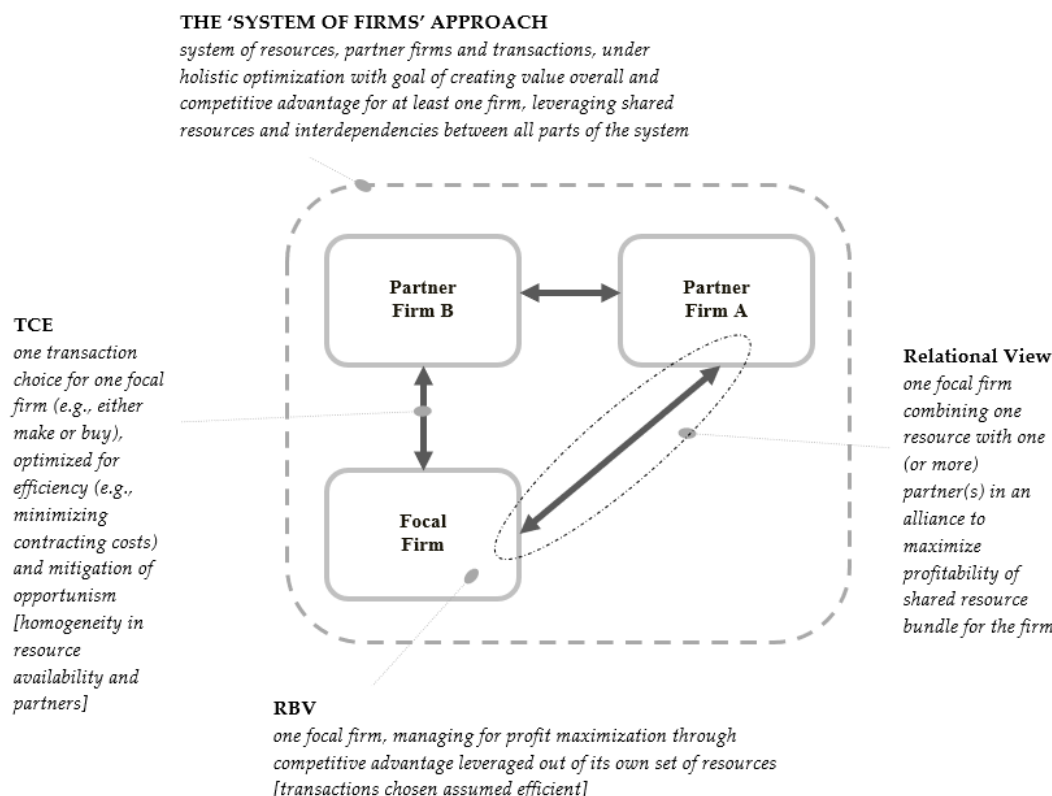 THE ‘SYSTEM OF FIRMS’ APPROACH
system of resources, partner firms and transactions, under
holistic optimization with goal of creating value overall and
competitive advantage for at least one firm, leveraging shared
resources and interdependencies between all parts of the system
Partner
Firm B
Partner
Firm A
TCE
one transaction
choice for one focal
firm (e.g., either
make or buy),
optimized for
efficiency (e.g.,
minimizing
contracting costs)
and mitigation of
opportunism
[homogeneity in
resource
availability and
partners]
Relational View
one focal firm
combining one
resource with one
(or more)
partner(s) in an
alliance to
maximize
profitability of
shared resource
bundle for the firm
Focal
Firm
RBV
one focal firm, managing for profit maximization through
competitive advantage leveraged out of its own set of resources
[transactions chosen assumed efficient]